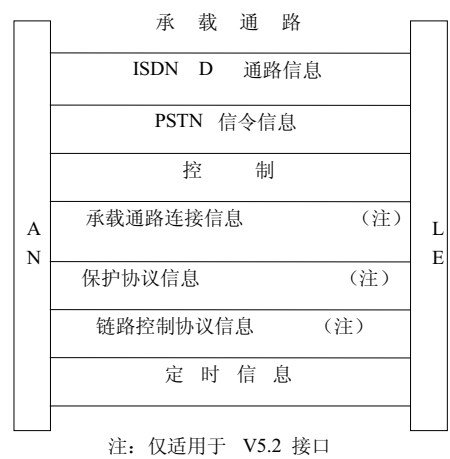 承 载 通 路
ISDN D 通路信息
PSTN 信令信息
控 制
承载通路连接信息 （注）
AN
LE
保护协议信息 （注）
链路控制协议信息 （注）
定 时 信 息
注：仅适用于 V5.2 接口